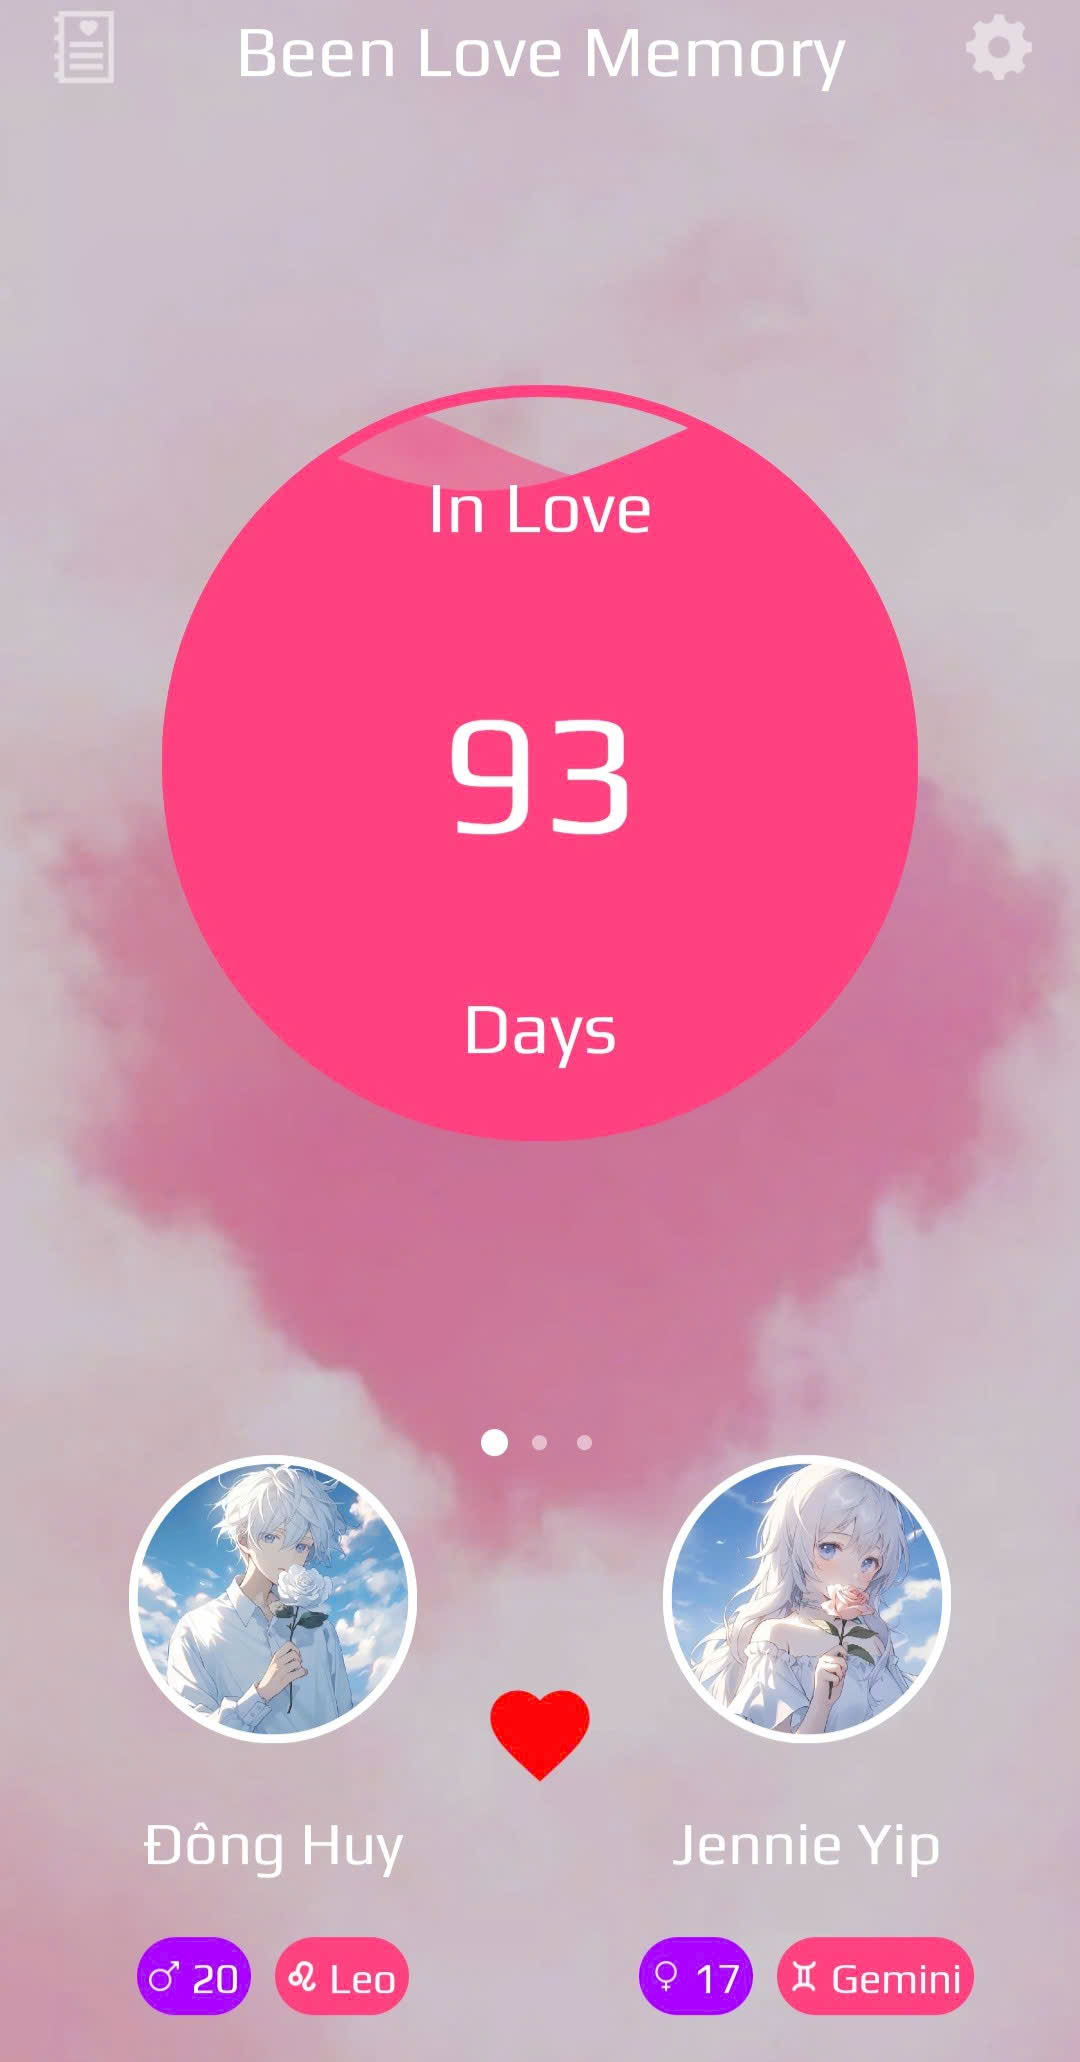 Been Love Memory
In Love
93
Days
Đông Huy
Jennie Yip
♂ 20
♌ Leo
♀ 17
♊ Gemini